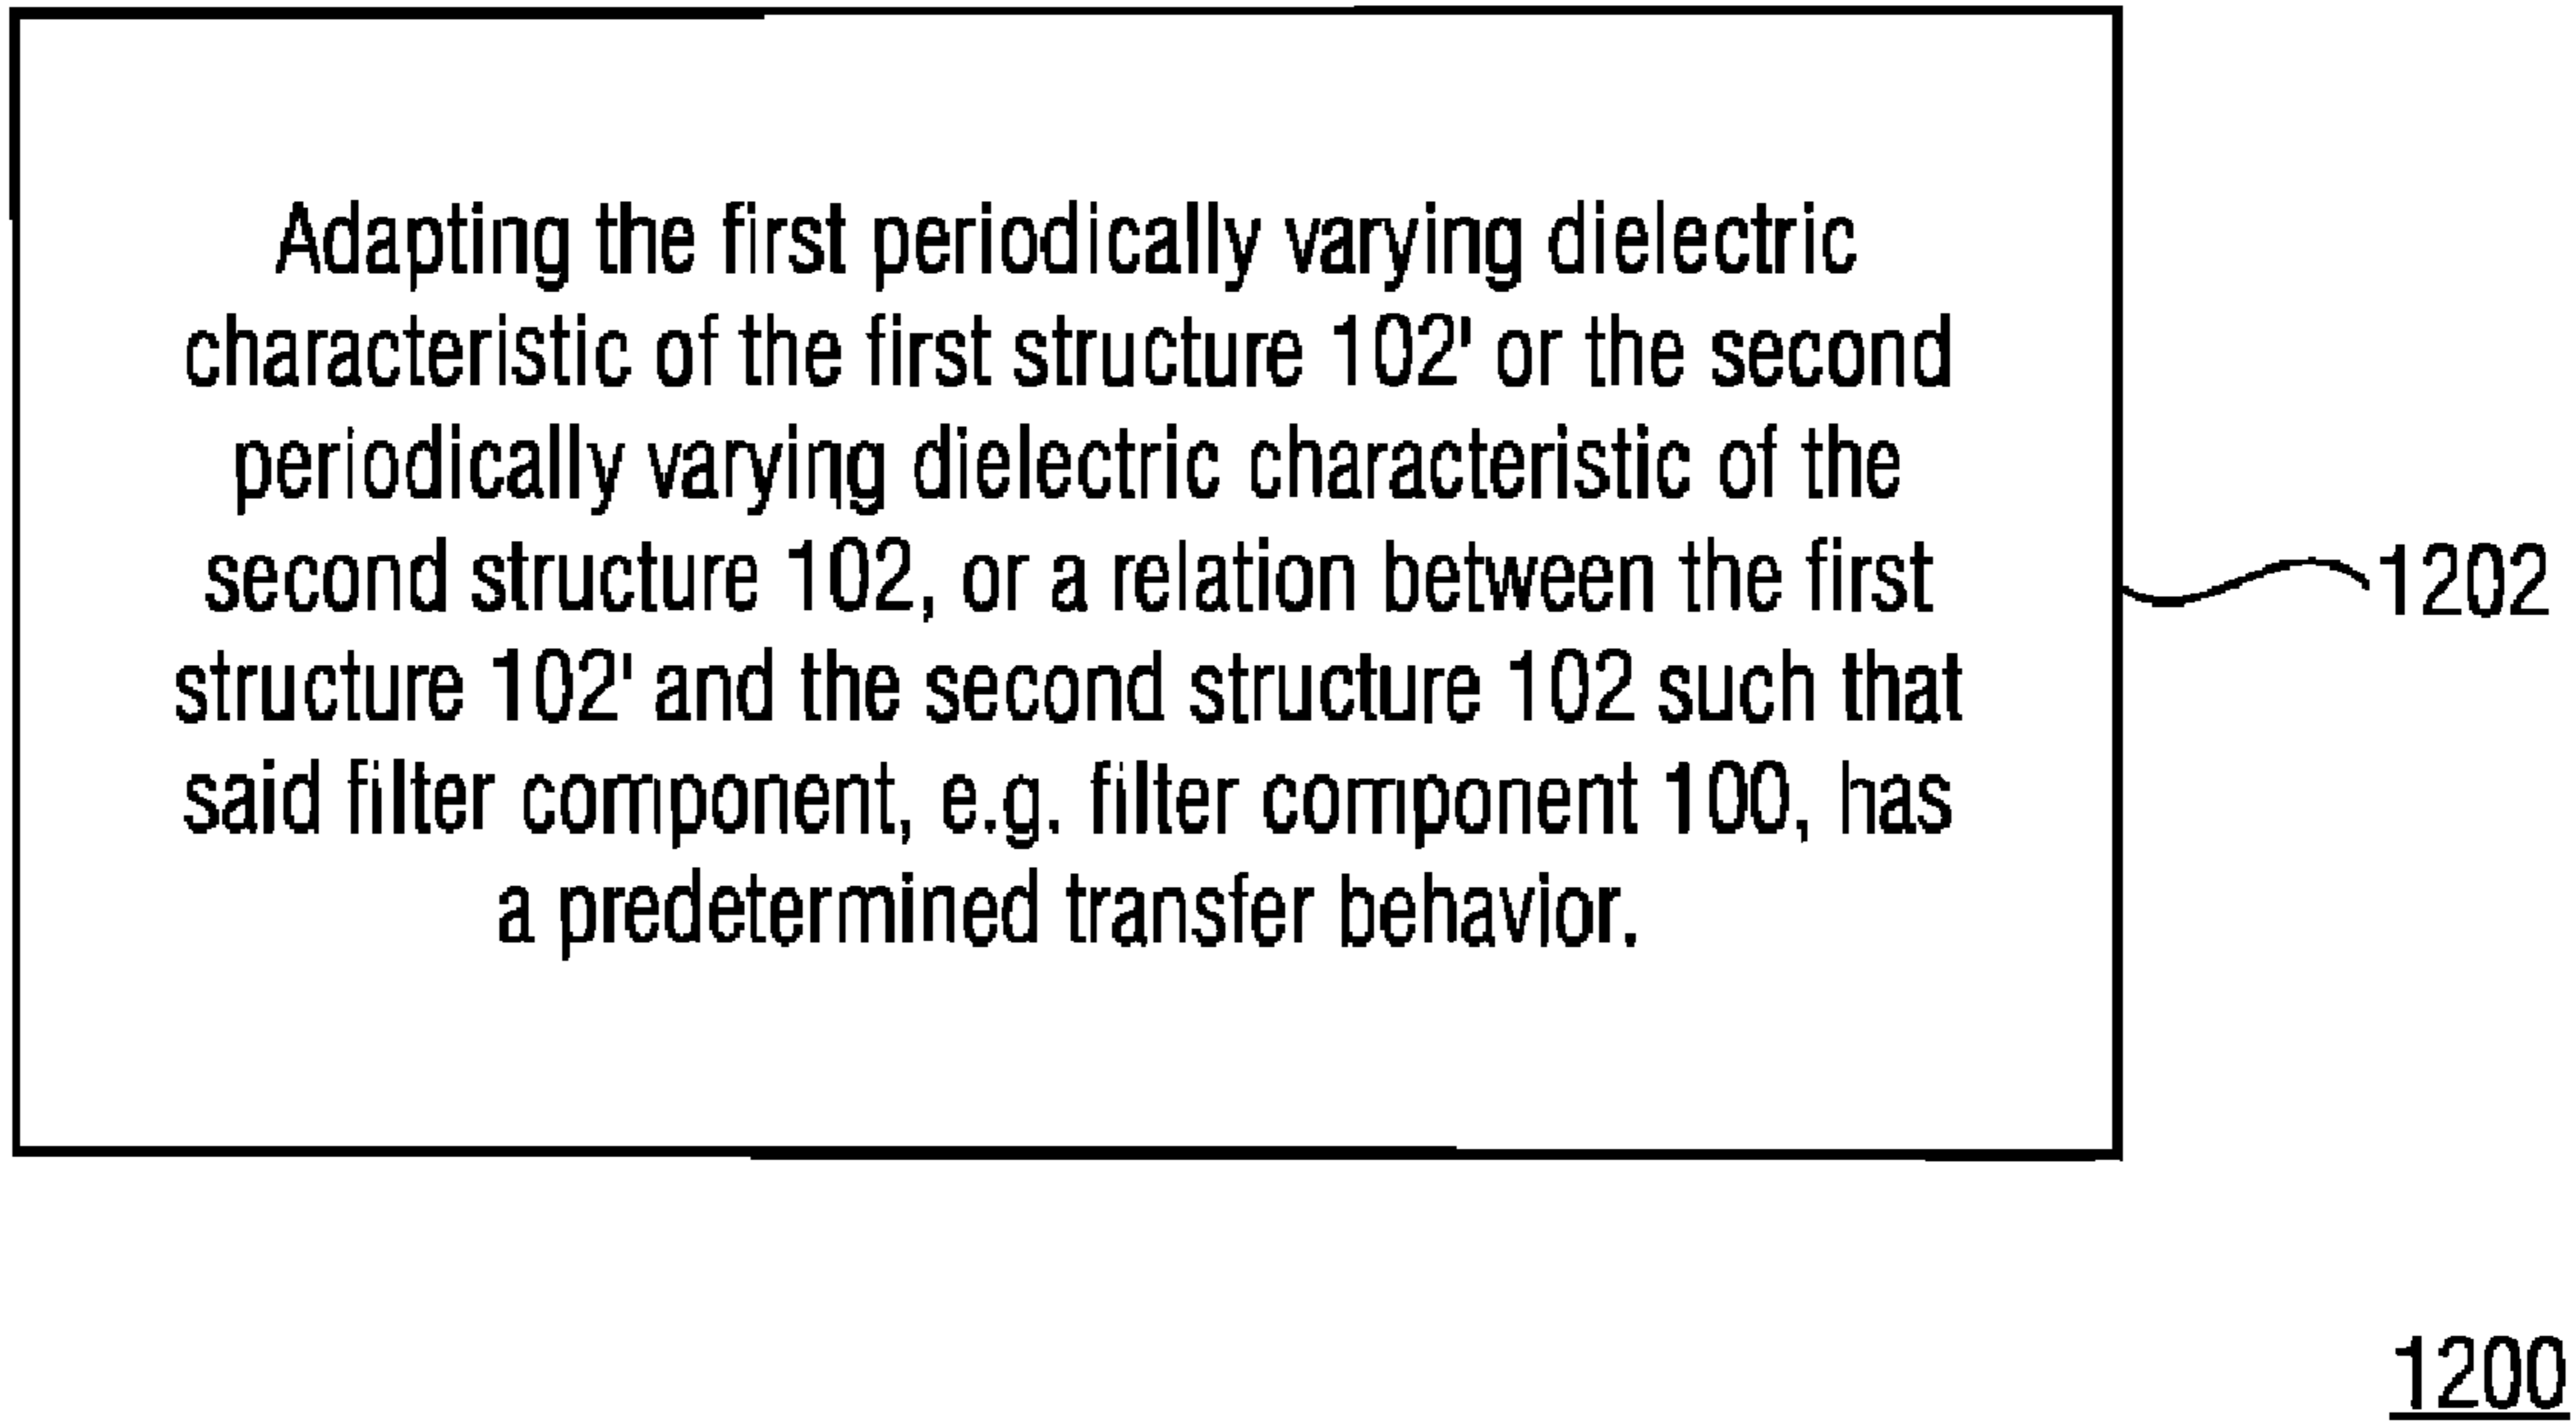 Adapting the first periodically varying dielectric
characteristic of the first structure 102' or the second
periodically varying dielectric characteristic of the
second structure 102, or a relation between the first
structure 102' and the second structure 102 such that
said filter component, e.g. filter component 100, has
a predetermined transfer behavior.
1202
1200